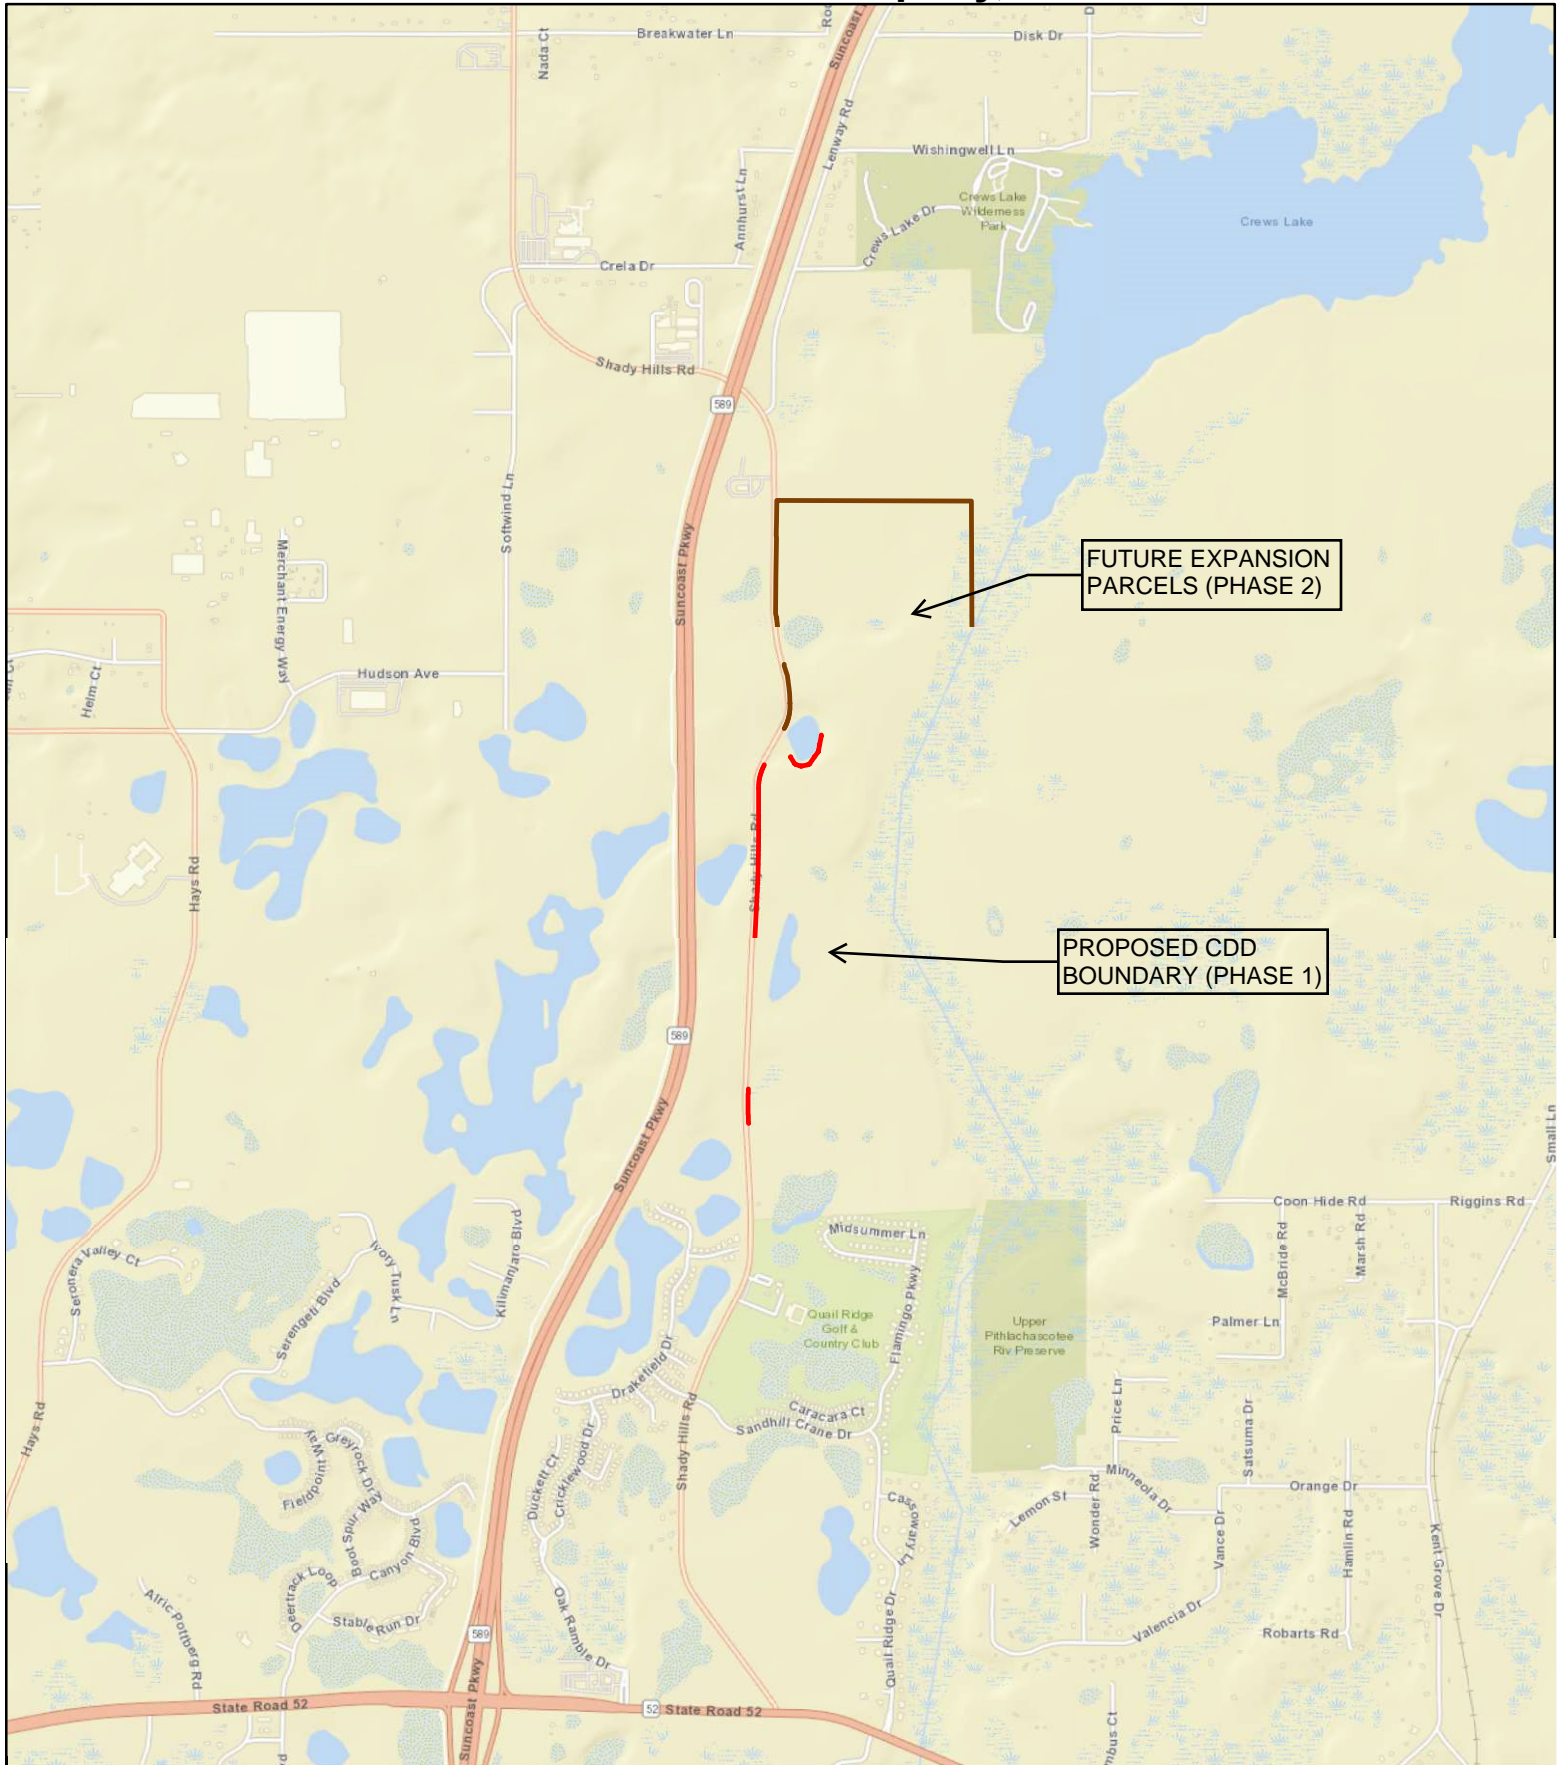 Breakwater Ln
Disk Dr
Nada Ct
Suncoast
Lenway Rd
Wishingwell Ln
Annhurst Ln
Crews Lake
Wilderness
Park
Crews Lake Dr
Crews Lake
Crela Dr
Shady Hills Rd
589
Softwind Ln
Suncoast Pkwy
Merchant Energy Way
FUTURE EXPANSION
PARCELS (PHASE 2)
Helm Ct
Hudson Ave
Hays Rd
Shady Hills Rd
PROPOSED CDD
BOUNDARY (PHASE 1)
589
Suncoast Pkwy
Small Ln
Coon Hide Rd
Riggins Rd
Midsummer Ln
Seronera Valley Ct
Ivory Tusk Ln
Kilimanjaro Blvd
McBride Rd
Marsh Rd
Serengeti Blvd
Flamingo Pkwy
Quail Ridge
Golf &
Country Club
Upper
Pithlachascotee
Riv Preserve
Palmer Ln
Drakefield Dr
Hays Rd
Caracara Ct
Sandhill Crane Dr
Price Ln
Satsuma Dr
Greyrock Dr
Fieldpoint Way
Shady Hills Rd
Duckett Ct
Cricklewood Dr
Minneola Dr
Orange Dr
Boot Spur Way
Cassowary Ln
Lemon St
Wonder Rd
Vance Dr
Hamlin Rd
Kent Grove Dr
Canyon Blvd
Deertrack Loop
Stable Run Dr
Alric Pottberg Rd
Oak Ramble Dr
Quail Ridge Dr
Valencia Dr
Robarts Rd
589
Suncoast Pkwy
State Road 52
52
State Road 52